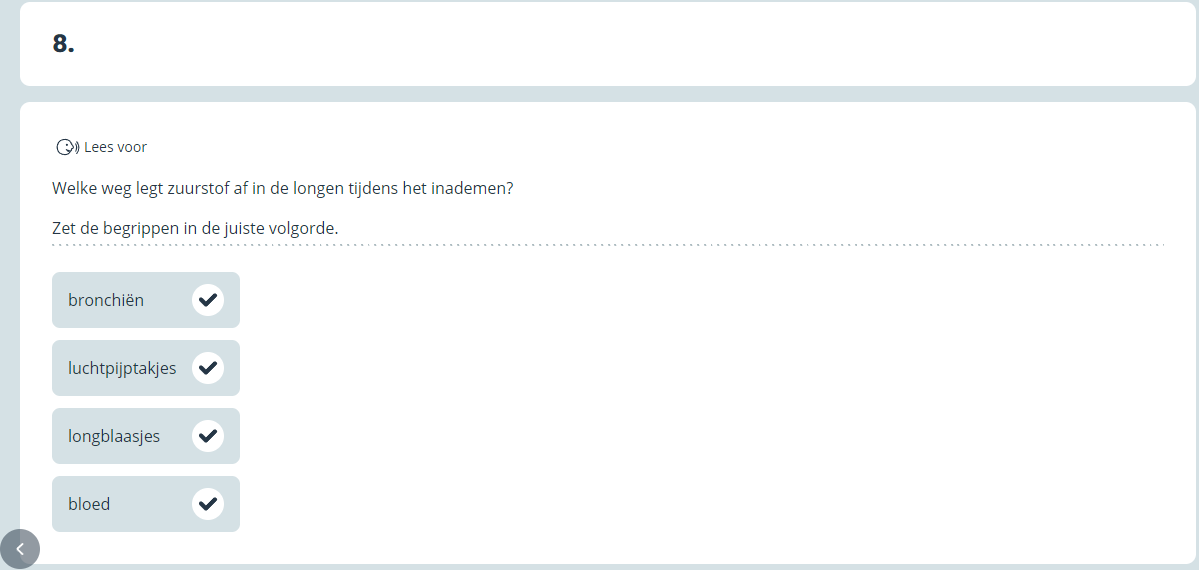 8.
Lees voor
Welke weg legt zuurstof af in de longen tijdens het inademen?
Zet de begrippen in de juiste volgorde.
bronchiën
luchtpijptakjes
longblaasjes
bloed